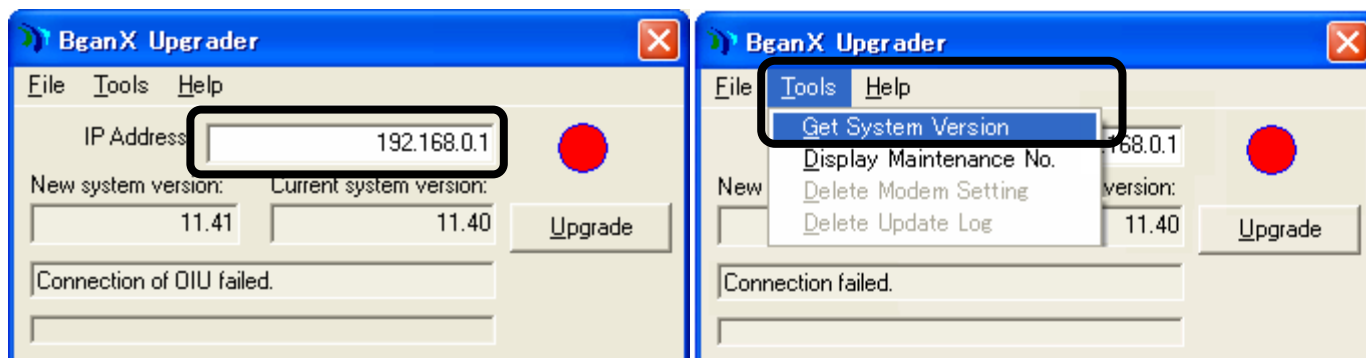 BganX Upgrader
File Tools Help
IP Address 192.168.0.1
New system version: Current system version:
11.41 11.40 Upgrade
Connection of OIU failed.
BganX Upgrader
File Tools Help
Get System Version
Display Maintenance No. .168.0.1
New Delete Modem Setting version:
Delete Update Log 11.40 Upgrade
Connection failed.